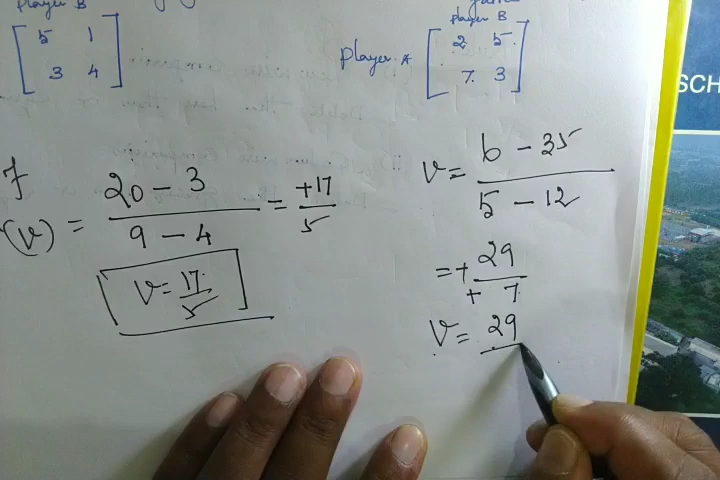 Player B
[5 1
3 4]
(V) = 20 - 3 / 9 - 4 = +17 / 5
V = 17 / 5
Player B
Player A [2 5
7 3]
V = 6 - 35 / 5 - 12
= + 29 / + 7
V = 29
SCH